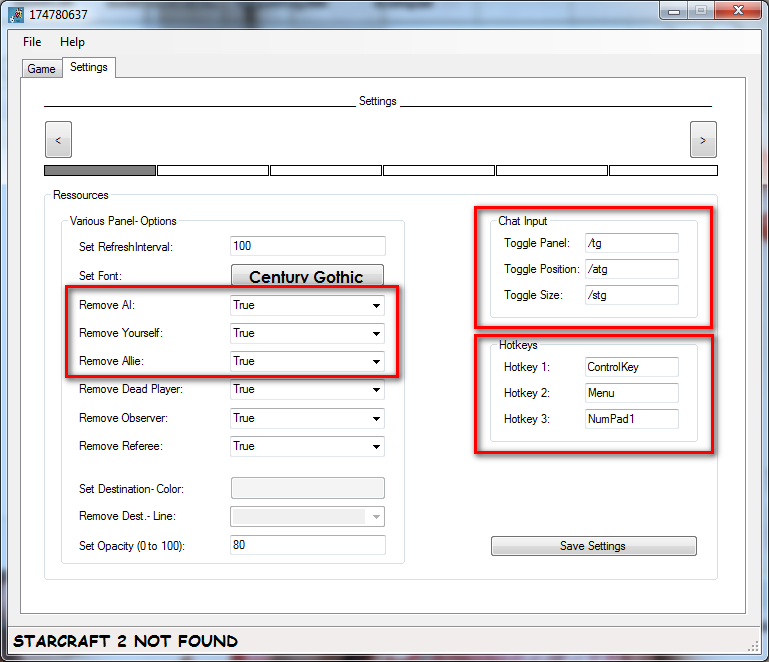 174780637
File Help
Game Settings
Settings
< >
Ressources
Various Panel- Options
Set RefreshInterval: 100
Set Font: Century Gothic
Remove AI: True
Remove Yourself: True
Remove Allie: True
Remove Dead Player: True
Remove Observer: True
Remove Referee: True
Set Destination- Color:
Remove Dest.- Line:
Set Opacity (0 to 100): 80
Chat Input
Toggle Panel: /tg
Toggle Position: /atg
Toggle Size: /stg
Hotkeys
Hotkey 1: ControlKey
Hotkey 2: Menu
Hotkey 3: NumPad1
Save Settings
STARCRAFT 2 NOT FOUND